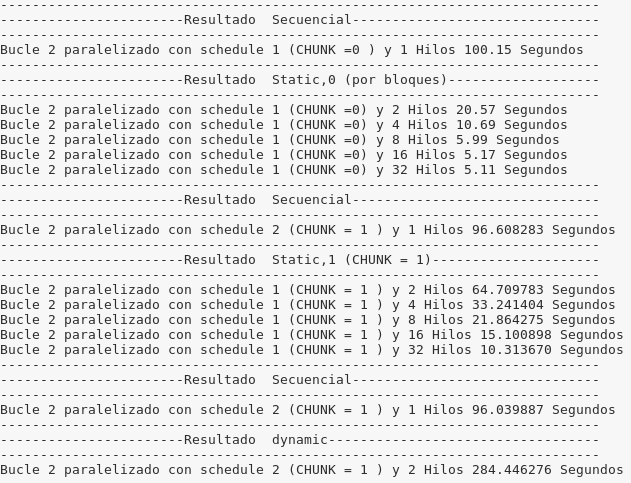 ---------------------------------------------------------------------------
-----------------------Resultado  Secuencial-------------------------------
---------------------------------------------------------------------------
Bucle 2 paralelizado con schedule 1 (CHUNK =0 ) y 1 Hilos 100.15 Segundos
---------------------------------------------------------------------------
-----------------------Resultado  Static,0 (por bloques)-------------------
---------------------------------------------------------------------------
Bucle 2 paralelizado con schedule 1 (CHUNK =0) y 2 Hilos 20.57 Segundos
Bucle 2 paralelizado con schedule 1 (CHUNK =0) y 4 Hilos 10.69 Segundos
Bucle 2 paralelizado con schedule 1 (CHUNK =0) y 8 Hilos 5.99 Segundos
Bucle 2 paralelizado con schedule 1 (CHUNK =0) y 16 Hilos 5.17 Segundos
Bucle 2 paralelizado con schedule 1 (CHUNK =0) y 32 Hilos 5.11 Segundos
---------------------------------------------------------------------------
-----------------------Resultado  Secuencial-------------------------------
---------------------------------------------------------------------------
Bucle 2 paralelizado con schedule 2 (CHUNK = 1 ) y 1 Hilos 96.608283 Segundos
---------------------------------------------------------------------------
-----------------------Resultado  Static,1 (CHUNK = 1)---------------------
---------------------------------------------------------------------------
Bucle 2 paralelizado con schedule 1 (CHUNK = 1 ) y 2 Hilos 64.709783 Segundos
Bucle 2 paralelizado con schedule 1 (CHUNK = 1 ) y 4 Hilos 33.241404 Segundos
Bucle 2 paralelizado con schedule 1 (CHUNK = 1 ) y 8 Hilos 21.864275 Segundos
Bucle 2 paralelizado con schedule 1 (CHUNK = 1 ) y 16 Hilos 15.100898 Segundos
Bucle 2 paralelizado con schedule 1 (CHUNK = 1 ) y 32 Hilos 10.313670 Segundos
---------------------------------------------------------------------------
-----------------------Resultado  Secuencial-------------------------------
---------------------------------------------------------------------------
Bucle 2 paralelizado con schedule 2 (CHUNK = 1 ) y 1 Hilos 96.039887 Segundos
---------------------------------------------------------------------------
-----------------------Resultado  dynamic----------------------------------
---------------------------------------------------------------------------
Bucle 2 paralelizado con schedule 2 (CHUNK = 1 ) y 2 Hilos 284.446276 Segundos